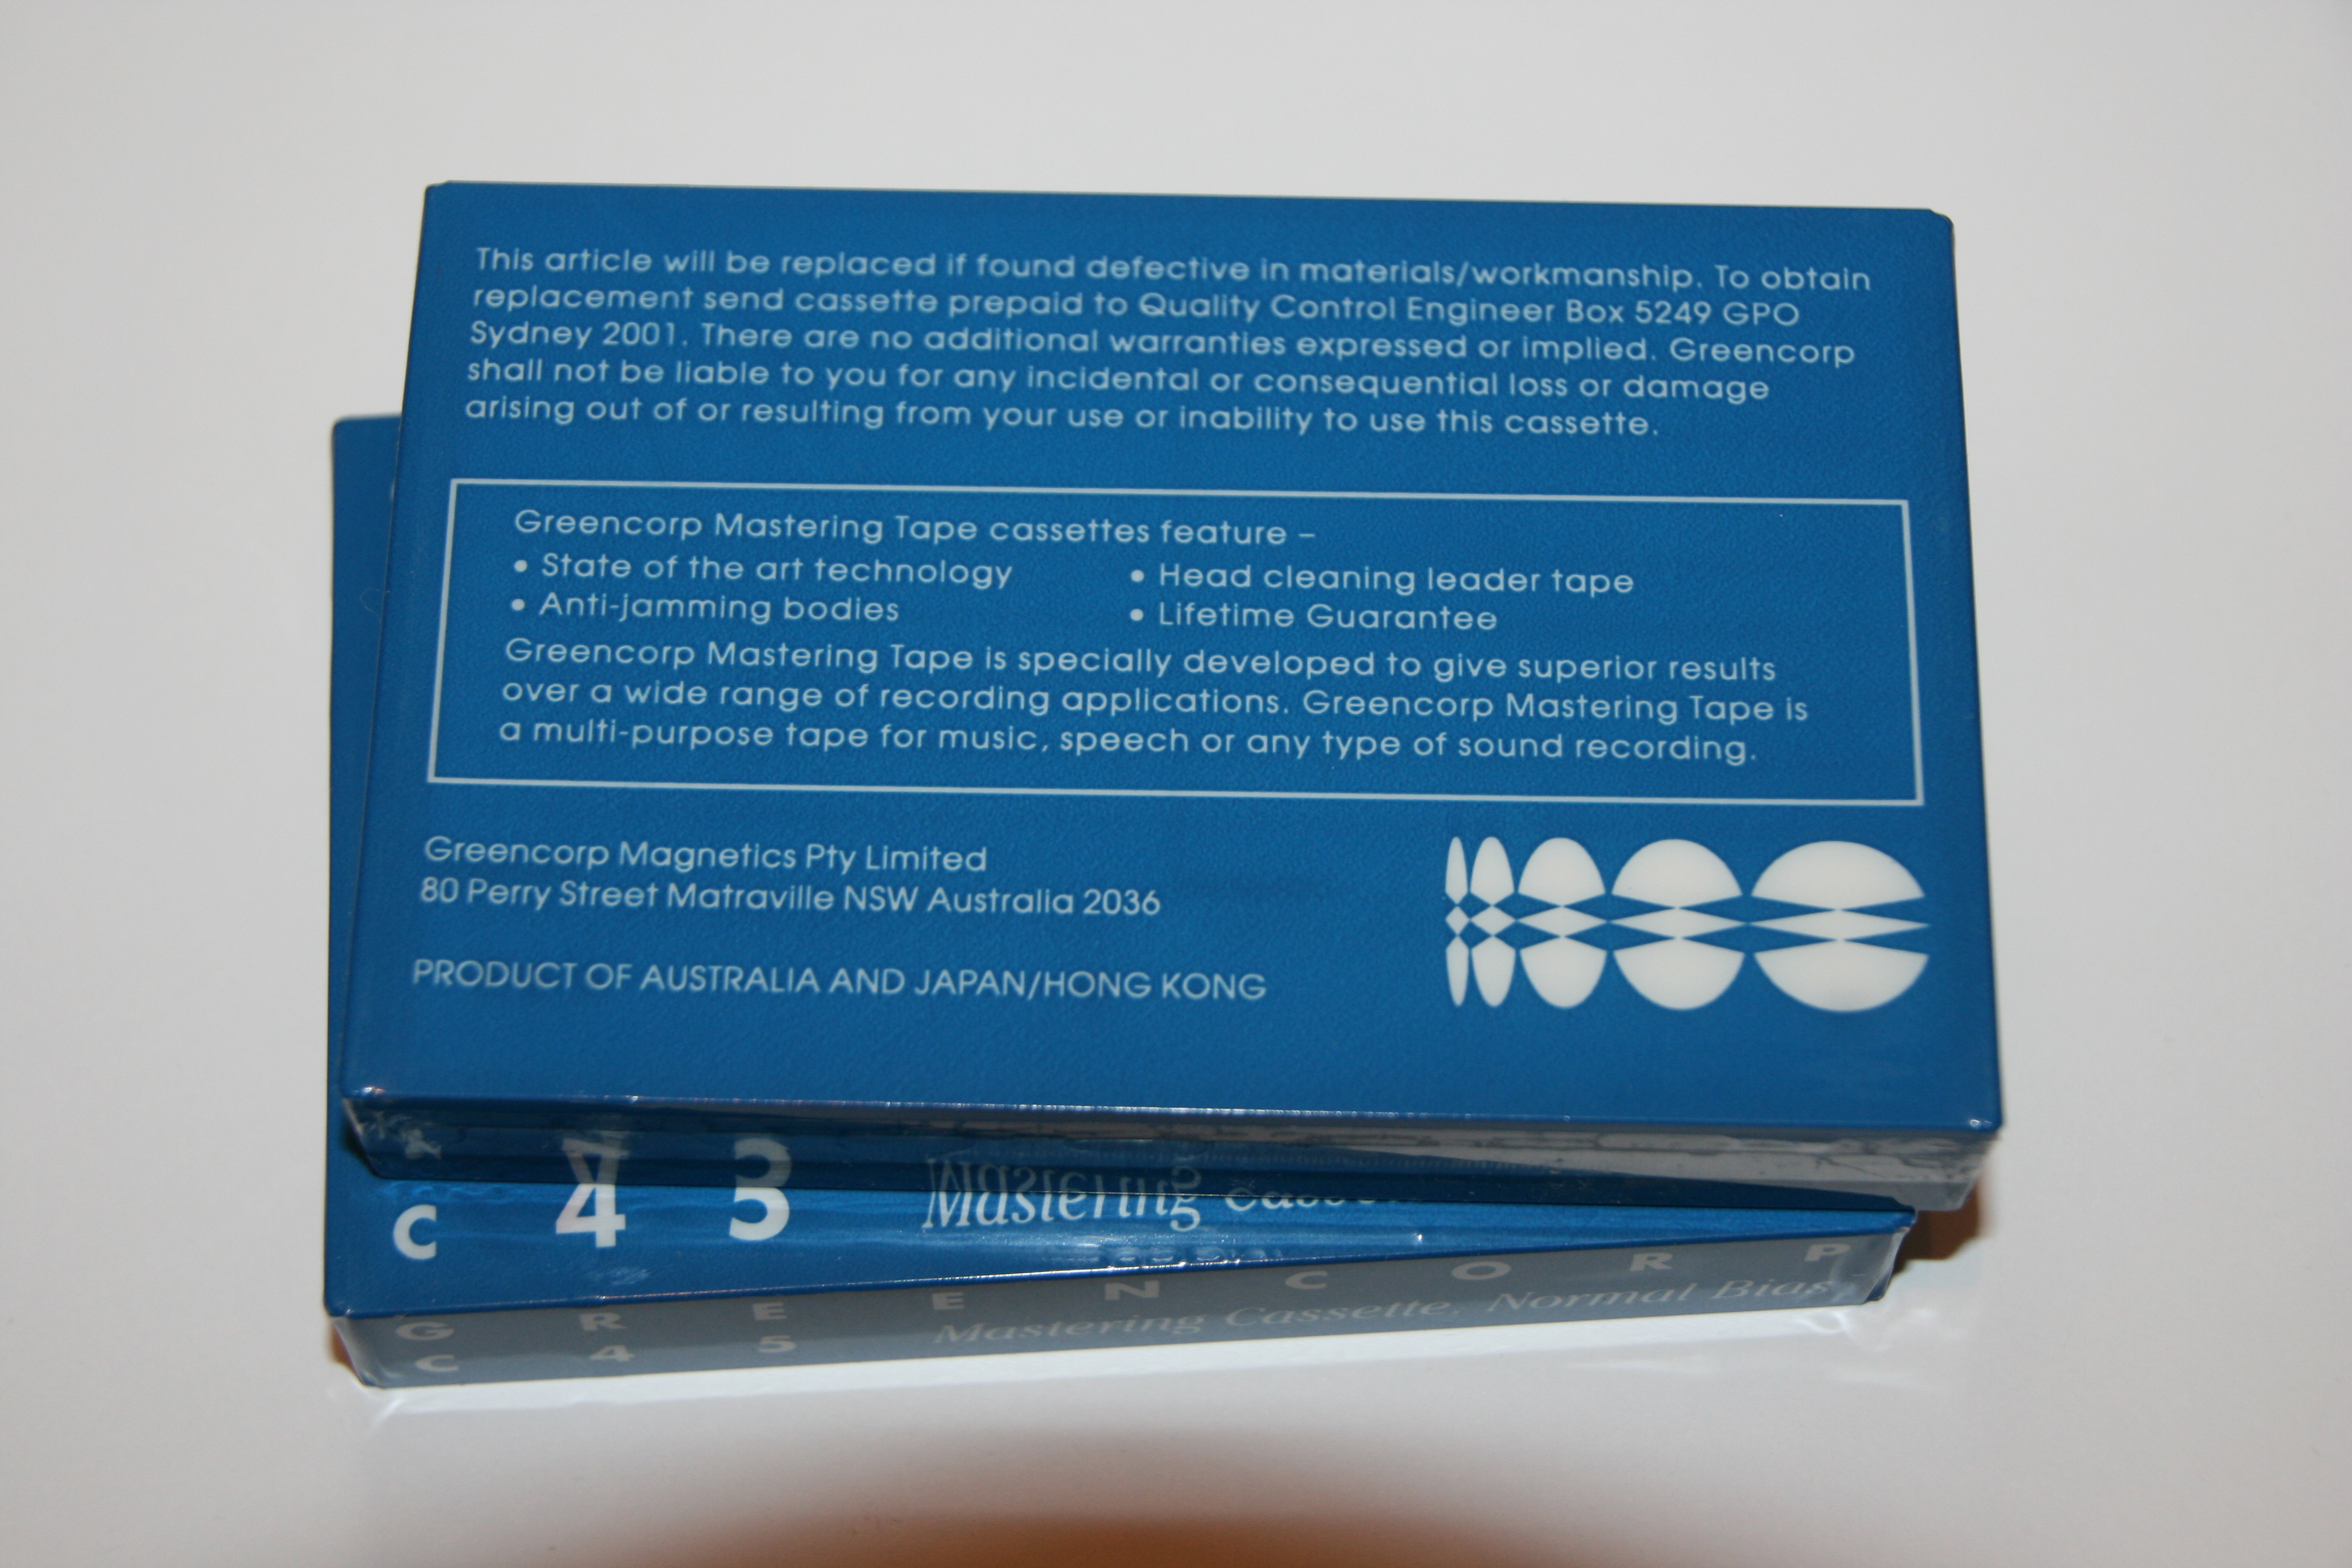 This article will be replaced if found defective in materials/workmanship. To obtain
replacement send cassette prepaid to Quality Control Engineer Box 5249 GPO
Sydney 2001. There are no additional warranties expressed or implied. Greencorp
shall not be liable to you for any incidental or consequential loss or damage
arising out of or resulting from your use or inability to use this cassette.
Greencorp Mastering Tape cassettes feature –
• State of the art technology • Head cleaning leader tape
• Anti-jamming bodies • Lifetime Guarantee
Greencorp Mastering Tape is specially developed to give superior results
over a wide range of recording applications. Greencorp Mastering Tape is
a multi-purpose tape for music, speech or any type of sound recording.
Greencorp Magnetics Pty Limited
80 Perry Street Matraville NSW Australia 2036
PRODUCT OF AUSTRALIA AND JAPAN/HONG KONG
C 45 Mastering
GREENCORP
C 45 Mastering Cassette, Normal Bias